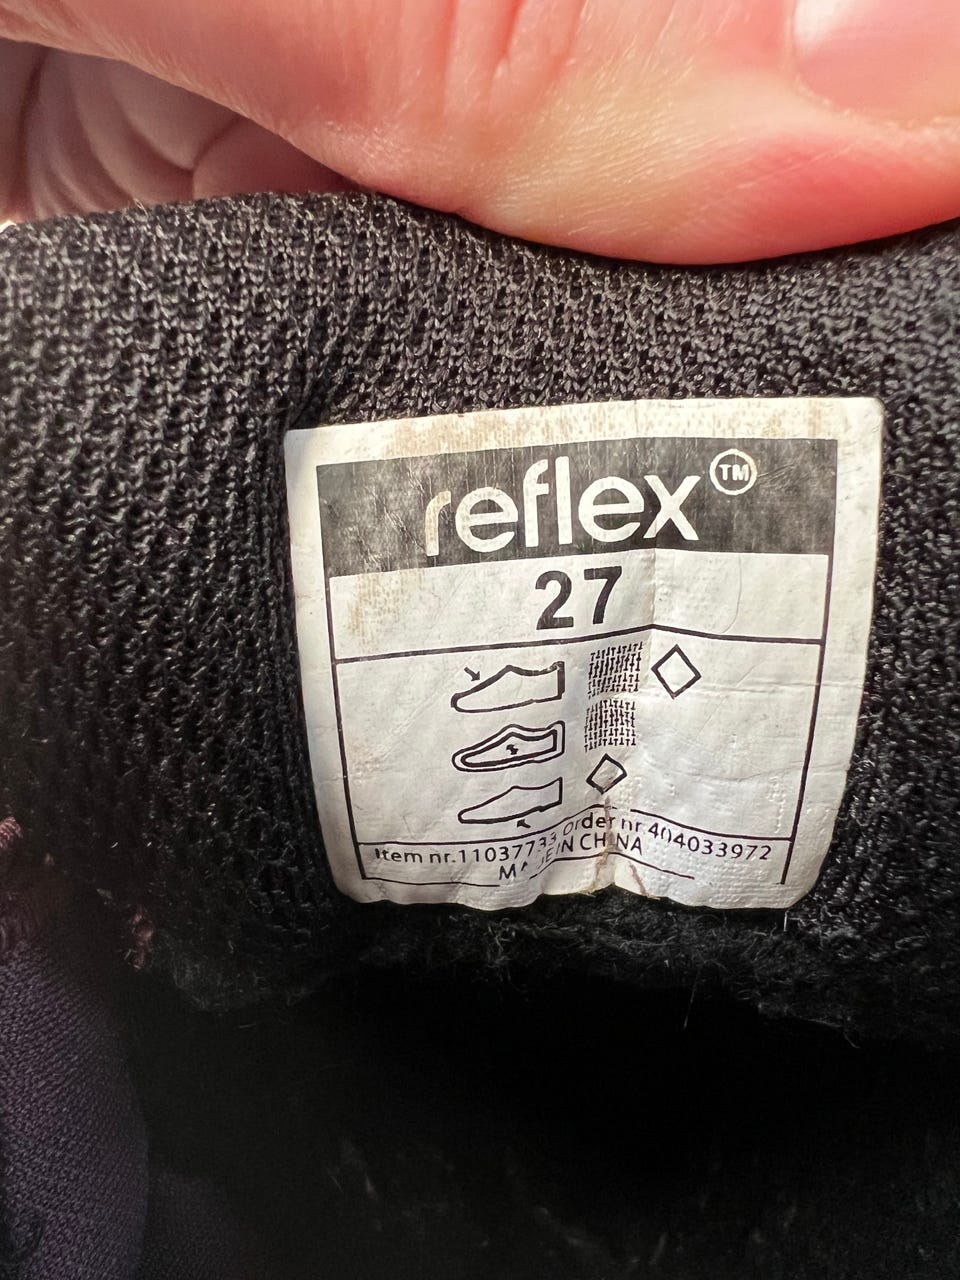 reflex™
27
Item nr.11037733 Order nr.404033972
MADE IN CHINA